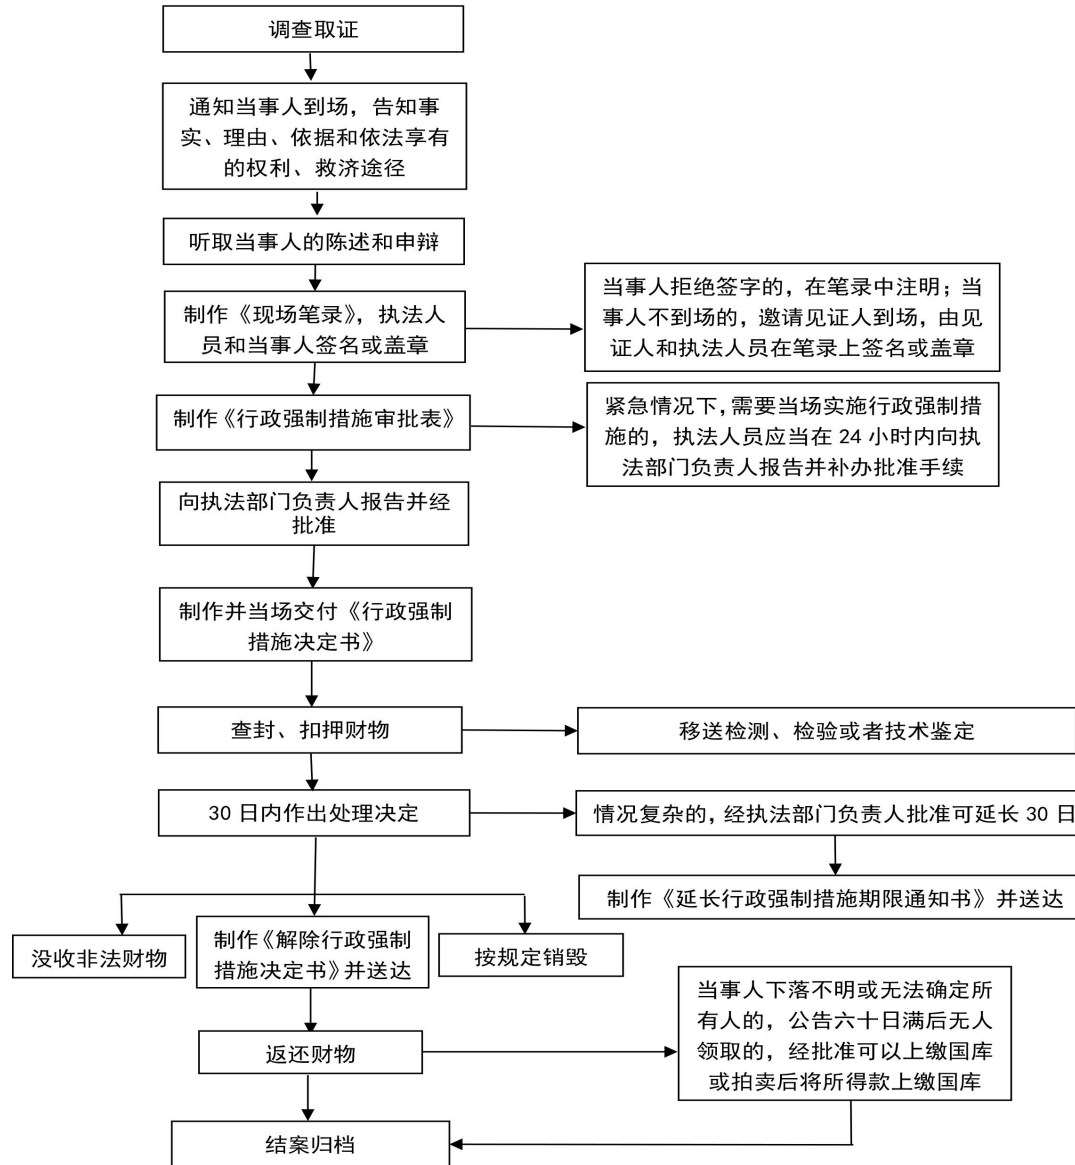 调查取证
通知当事人到场，告知事
实、理由、依据和依法享有
的权利、救济途径
听取当事人的陈述和申辩
制作《现场笔录》，执法人
员和当事人签名或盖章
当事人拒绝签字的，在笔录中注明；当
事人不到场的，邀请见证人到场，由见
证人和执法人员在笔录上签名或盖章
制作《行政强制措施审批表》
紧急情况下，需要当场实施行政强制措
施的，执法人员应当在 24 小时内向执
法部门负责人报告并补办批准手续
向执法部门负责人报告并经
批准
制作并当场交付《行政强制
措施决定书》
查封、扣押财物
移送检测、检验或者技术鉴定
30 日内作出处理决定
情况复杂的，经执法部门负责人批准可延长 30 日
制作《延长行政强制措施期限通知书》并送达
没收非法财物
制作《解除行政强制
措施决定书》并送达
按规定销毁
当事人下落不明或无法确定所
有人的，公告六十日满后无人
领取的，经批准可以上缴国库
或拍卖后将所得款上缴国库
返还财物
结案归档